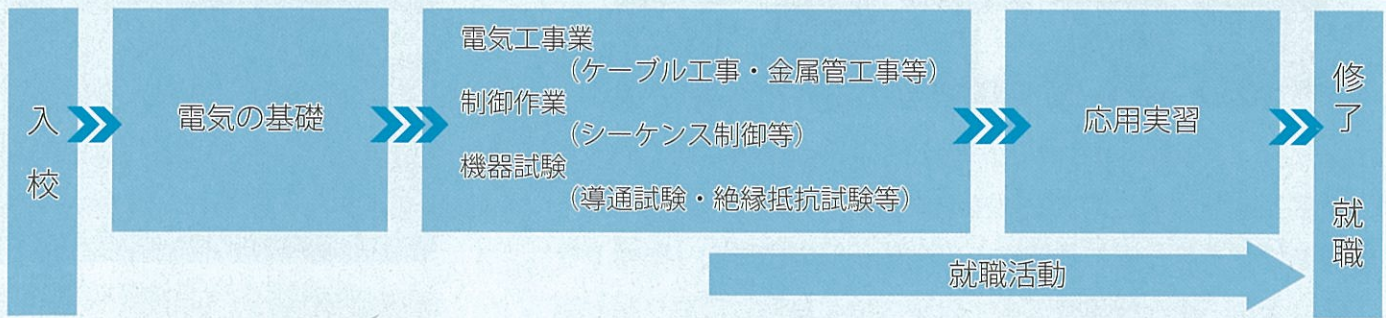 入校
電気の基礎
電気工事業
（ケーブル工事・金属管工事等）
制御作業
（シーケンス制御等）
機器試験
（導通試験・絶縁抵抗試験等）
応用実習
修了 就職
就職活動